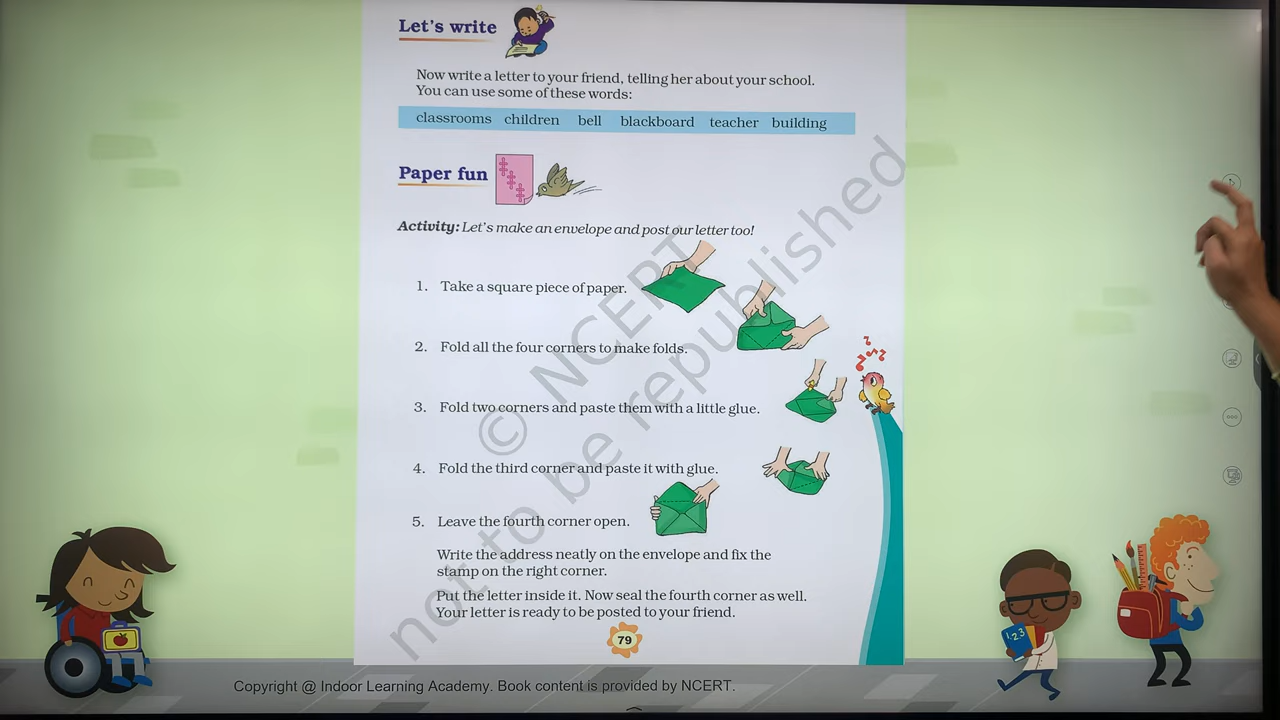 Let's write
Now write a letter to your friend, telling her about your school.
You can use some of these words:
classrooms children bell blackboard teacher building
Paper fun
Activity: Let's make an envelope and post our letter too!
1. Take a square piece of paper.
2. Fold all the four corners to make folds.
3. Fold two corners and paste them with a little glue.
4. Fold the third corner and paste it with glue.
5. Leave the fourth corner open.
Write the address neatly on the envelope and fix the
stamp on the right corner.
Put the letter inside it. Now seal the fourth corner as well.
Your letter is ready to be posted to your friend.
79
© NCERT
not to be republished
1 2 3
Copyright @ Indoor Learning Academy. Book content is provided by NCERT.